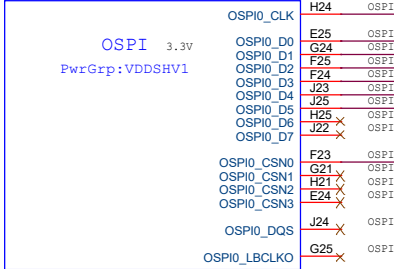 OSPI0_CLK H24 OSPI
OSPI 3.3V
PwrGrp:VDDSHV1
OSPI0_D0 E25 OSPI
OSPI0_D1 G24 OSPI
OSPI0_D2 F25 OSPI
OSPI0_D3 F24 OSPI
OSPI0_D4 J23 OSPI
OSPI0_D5 J25 OSPI
OSPI0_D6 H25 OSPI
OSPI0_D7 J22 OSPI
OSPI0_CSN0 F23 OSPI
OSPI0_CSN1 G21 OSPI
OSPI0_CSN2 H21 OSPI
OSPI0_CSN3 E24 OSPI
OSPI0_DQS J24 OSPI
OSPI0_LBCLKO G25 OSPI